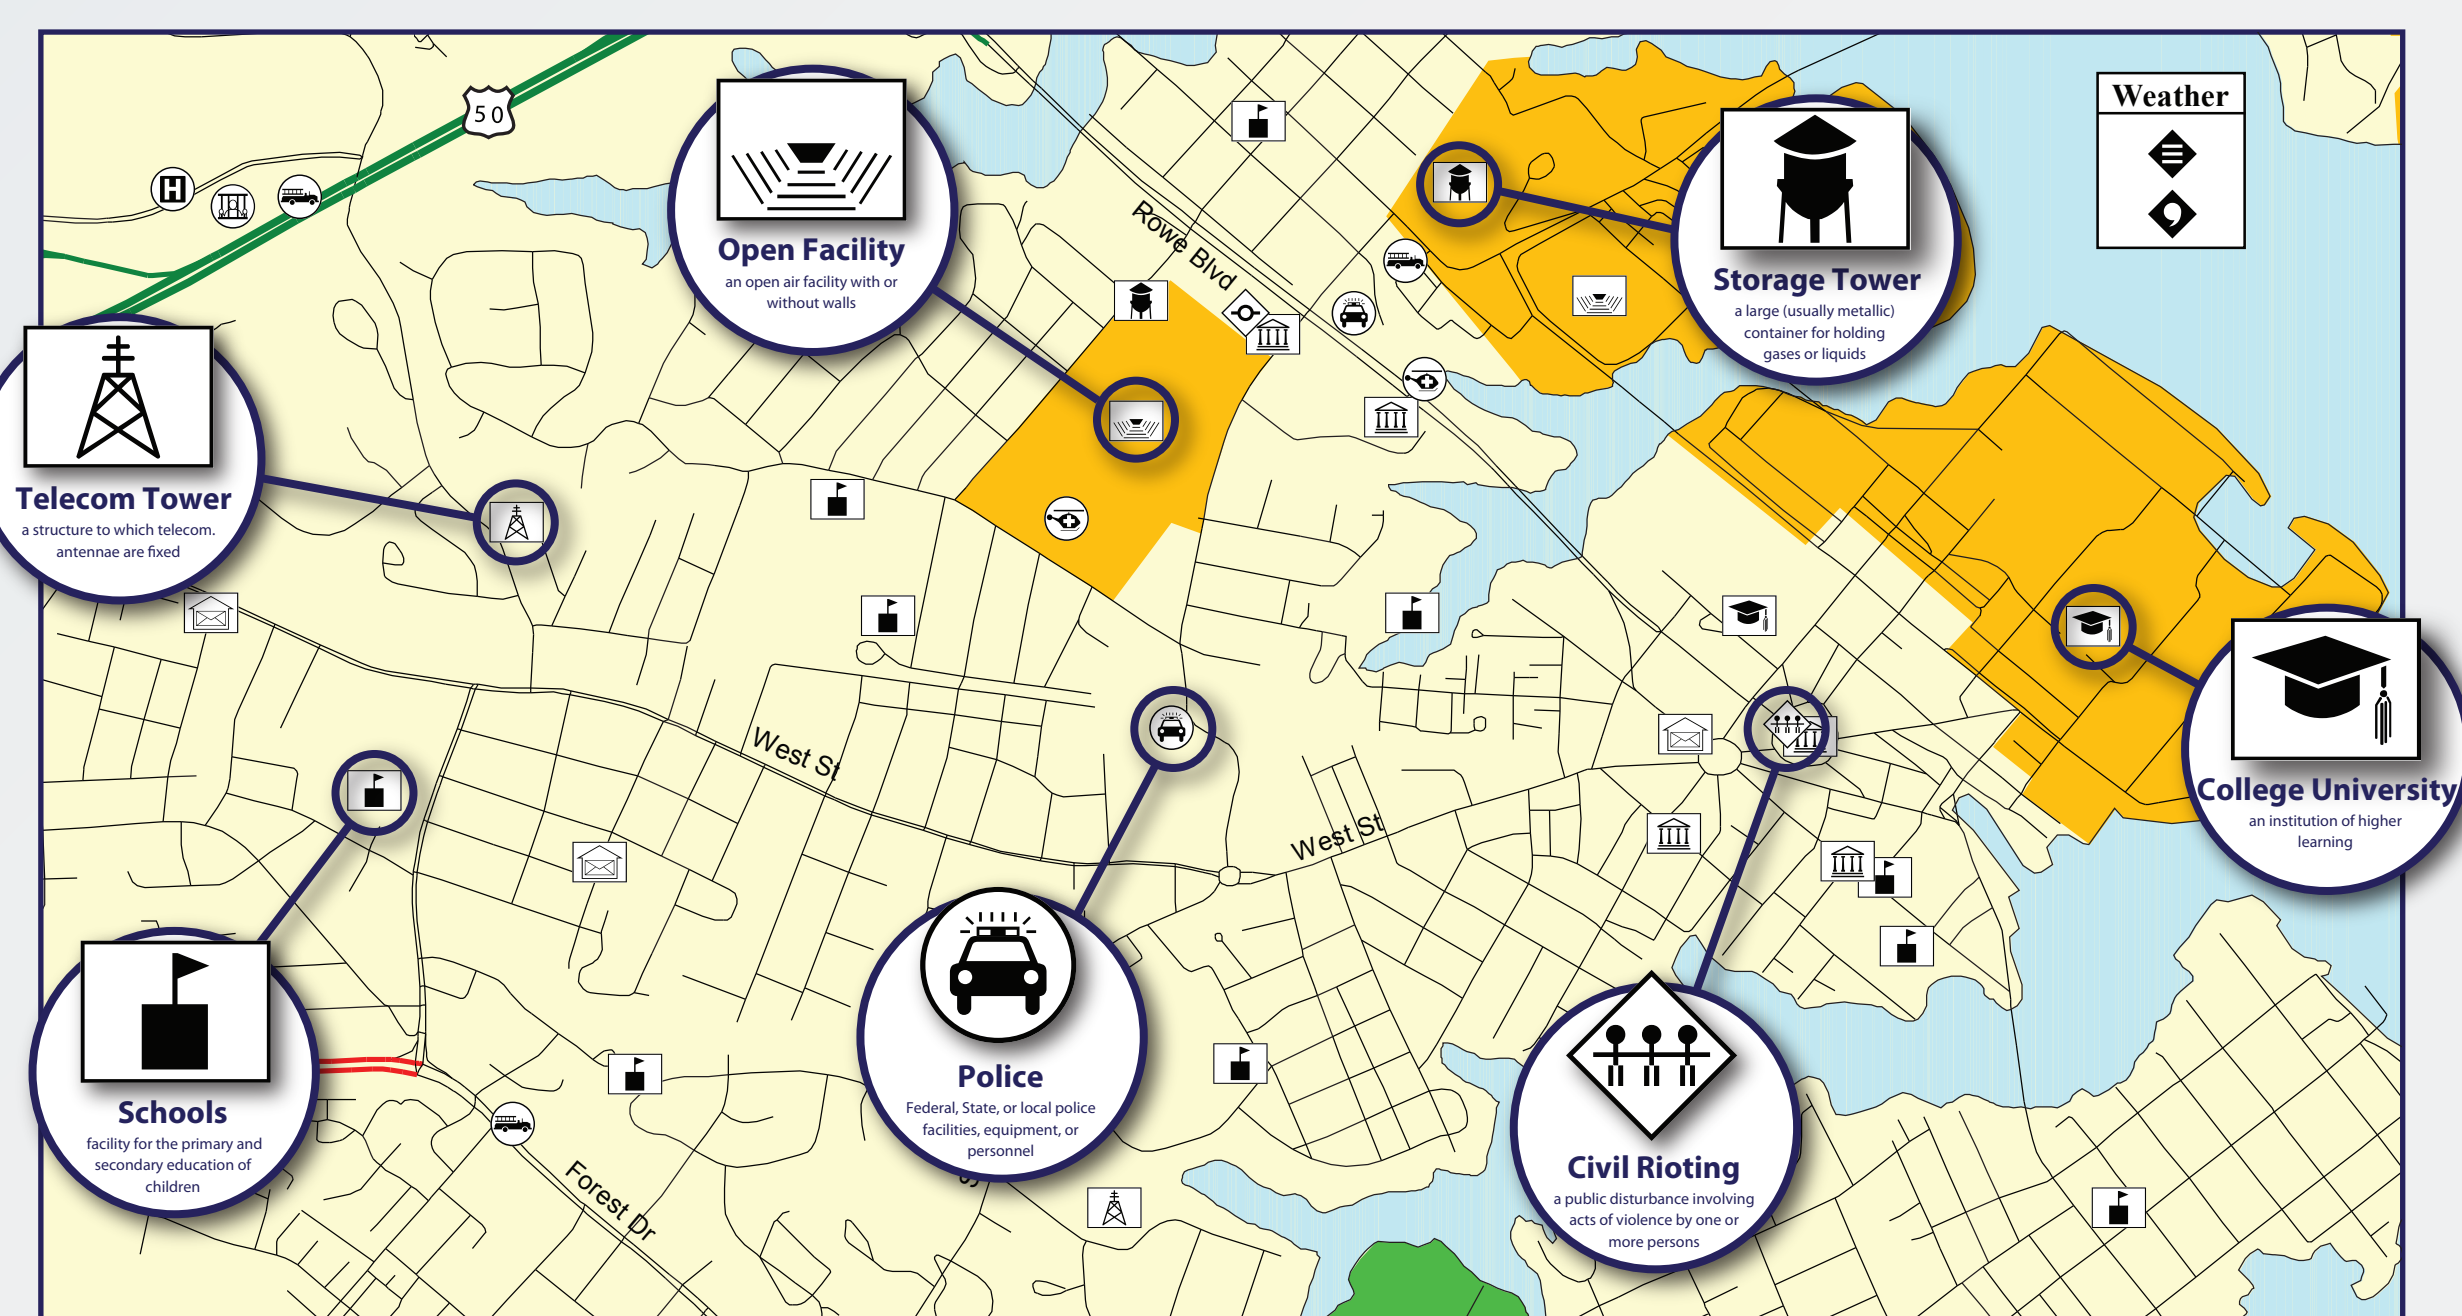 50
Weather
H
Open Facility
an open air facility with or
without walls
Rowe Blvd
Storage Tower
a large (usually metallic)
container for holding
gases or liquids
Telecom Tower
a structure to which telecom.
antennae are fixed
College University
an institution of higher
learning
West St
West St
Schools
facility for the primary and
secondary education of
children
Police
Federal, State, or local police
facilities, equipment, or
personnel
Civil Rioting
a public disturbance involving
acts of violence by one or
more persons
Forest Dr